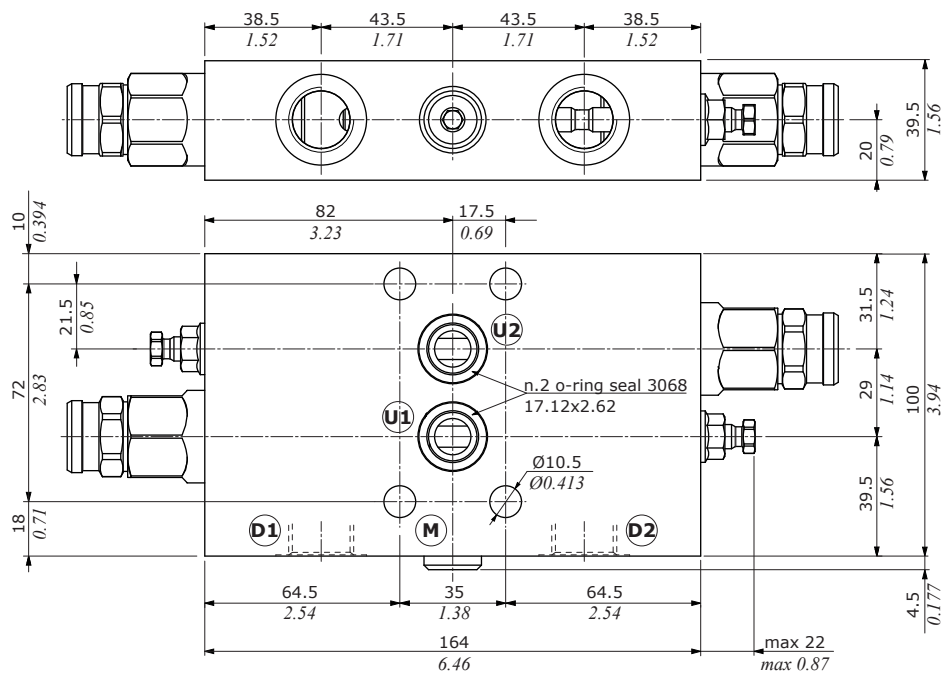 38.5 43.5 43.5 38.5
1.52 1.71 1.71 1.52
39.5
1.56
20
0.79
10
0.394
82 17.5
3.23 0.69
21.5
0.85
31.5
1.24
U2
72
2.83
n.2 o-ring seal 3068
17.12x2.62
29
1.14
100
3.94
U1
Ø10.5
Ø0.413
39.5
1.56
18
0.71
D1 M D2
64.5 35 64.5
2.54 1.38 2.54
4.5
0.177
164 max 22
6.46 max 0.87